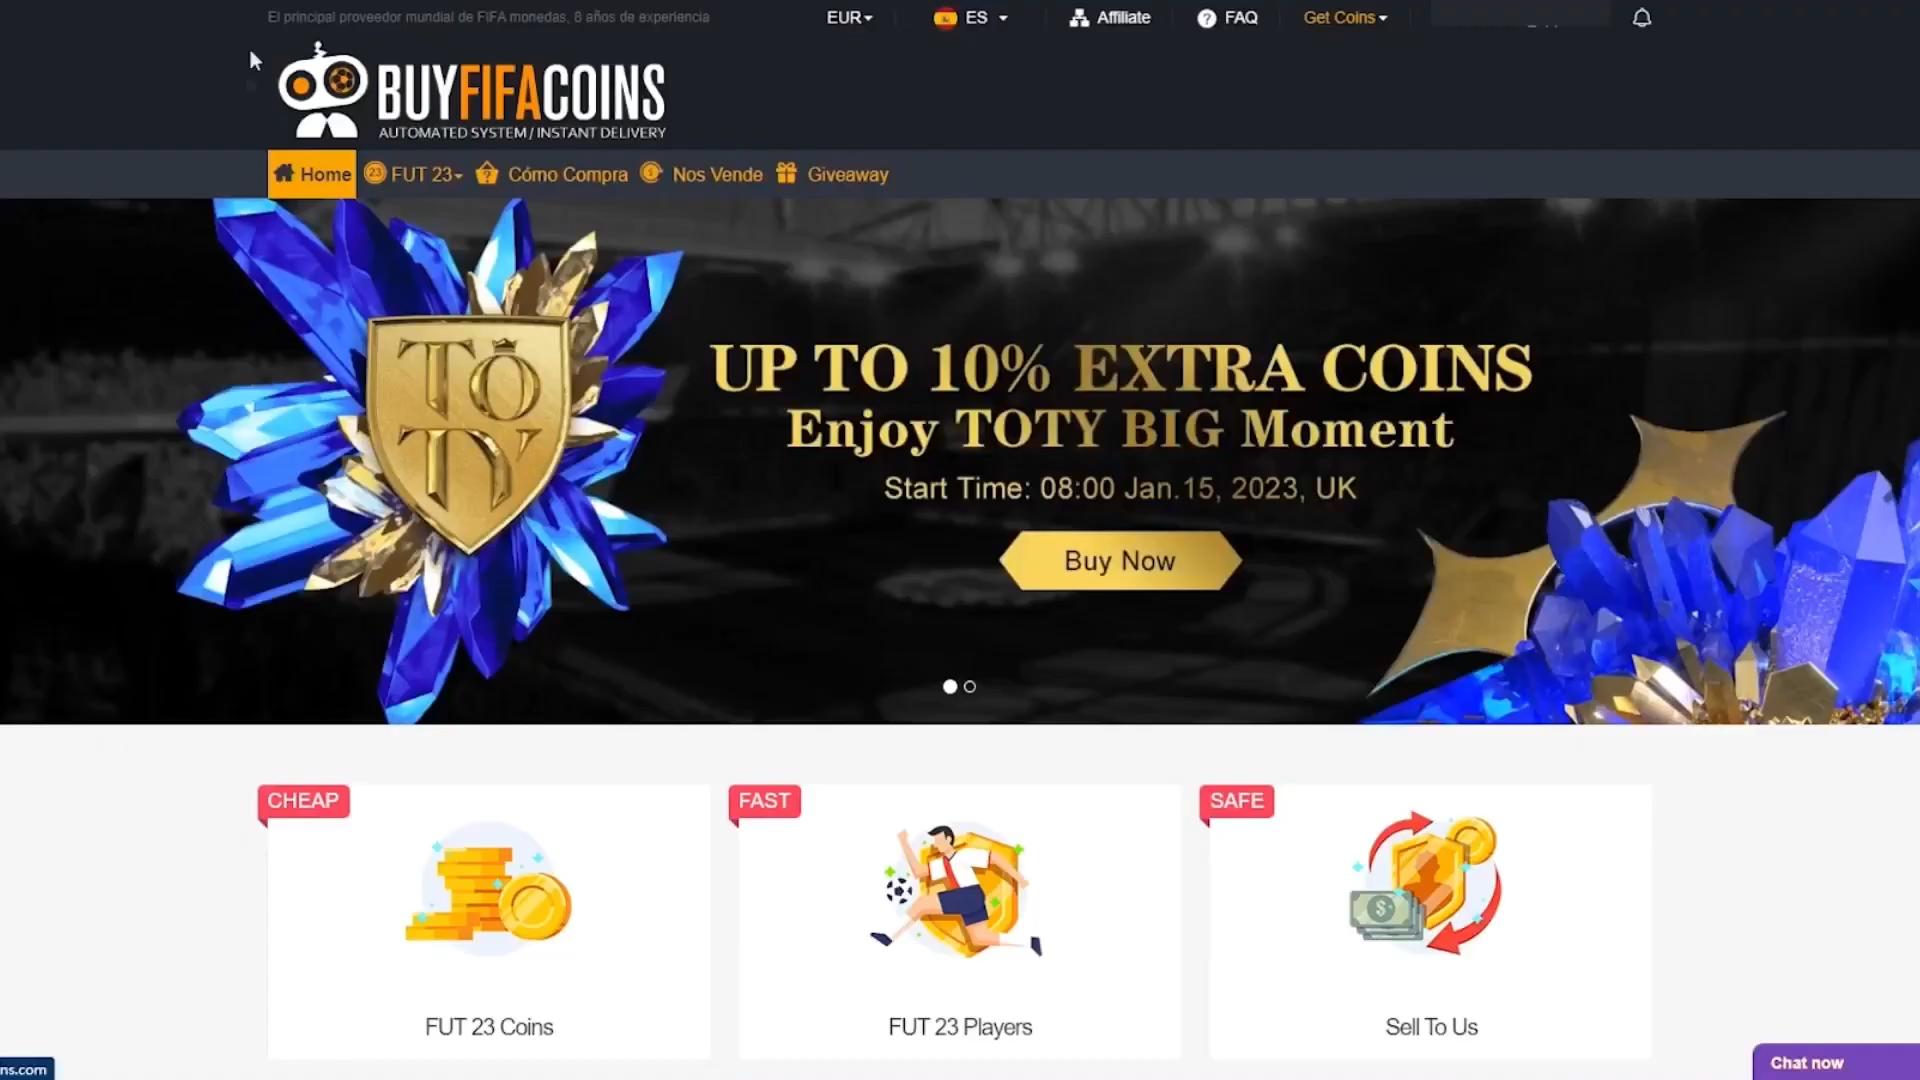 El principal proveedor mundial de FIFA monedas, 8 años de experiencia
EUR
ES
Affiliate
? FAQ
Get Coins
BUYFIFACOINS
AUTOMATED SYSTEM / INSTANT DELIVERY
Home
23 FUT 23
? Cómo Compra
Nos Vende
Giveaway
TO
TY
UP TO 10% EXTRA COINS
Enjoy TOTY BIG Moment
Start Time: 08:00 Jan.15, 2023, UK
Buy Now
CHEAP
FAST
SAFE
$
FUT 23 Coins
FUT 23 Players
Sell To Us
ns.com
Chat now